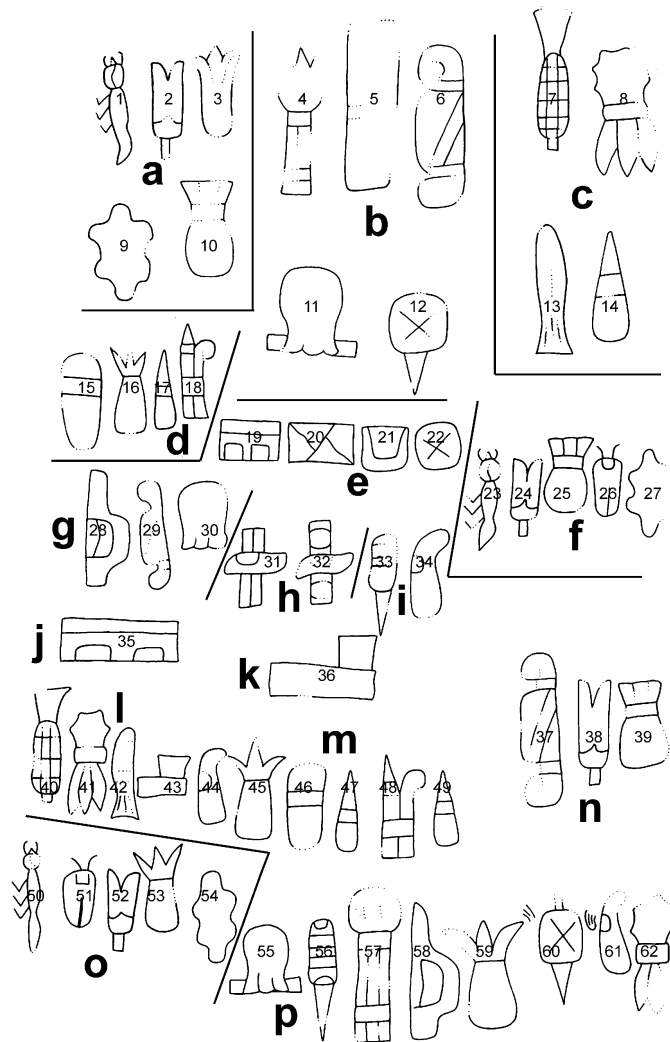 1 2 3 4 5 6 7 8
a b c
9 10 11 12 13 14
15 16 17 18
d
19 20 21 22
e
23 24 25 26 27
f
g 28 29 30
31 32 33 34
h i
j 35
k 36
37 38 39
l m n
40 41 42 43 44 45 46 47 48 49
50 51 52 53 54
o
55 56 57 58 59 60 61 62
p